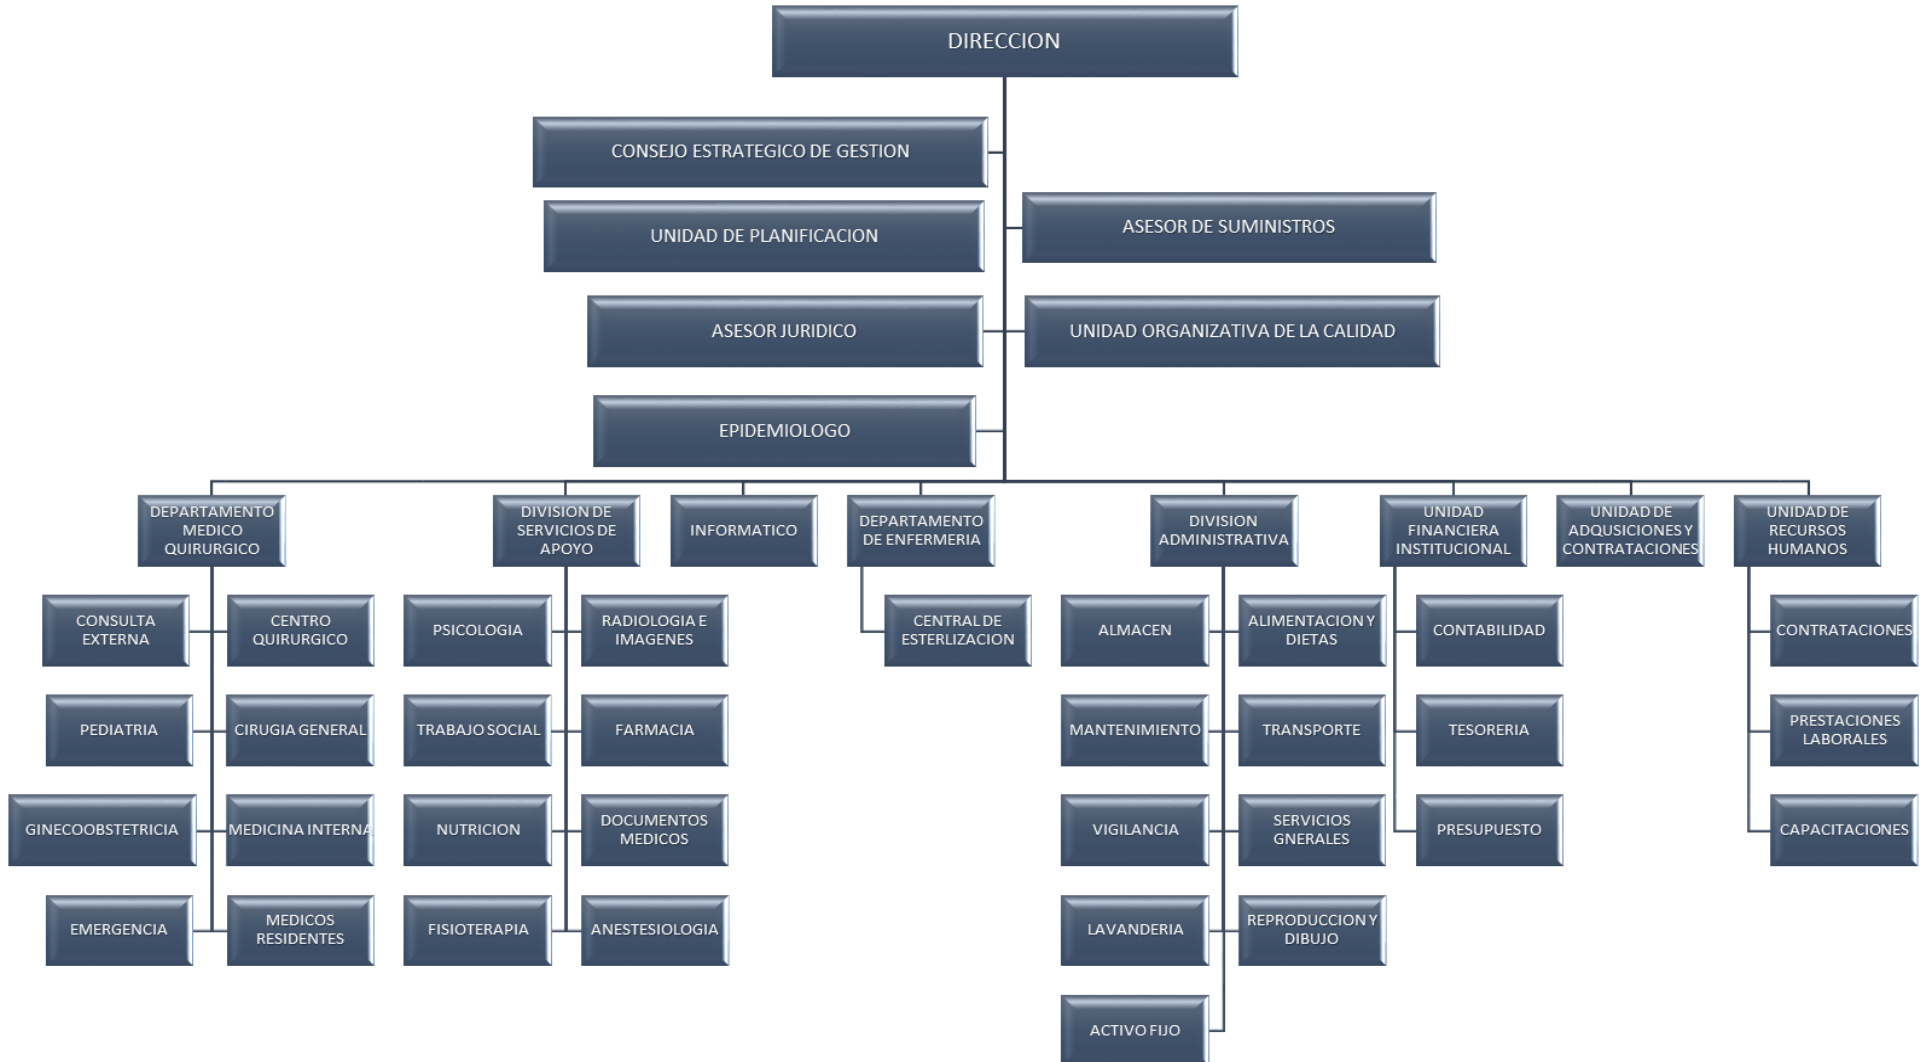 DIRECCION
CONSEJO ESTRATEGICO DE GESTION
UNIDAD DE PLANIFICACION
ASESOR DE SUMINISTROS
ASESOR JURIDICO
UNIDAD ORGANIZATIVA DE LA CALIDAD
EPIDEMIOLOGO
DEPARTAMENTO
MEDICO
QUIRURGICO
DIVISION DE
SERVICIOS DE
APOYO
INFORMATICO
DEPARTAMENTO
DE ENFERMERIA
DIVISION
ADMINISTRATIVA
UNIDAD
FINANCIERA
INSTITUCIONAL
UNIDAD DE
ADQUSICIONES Y
CONTRATACIONES
UNIDAD DE
RECURSOS
HUMANOS
CONSULTA
EXTERNA
CENTRO
QUIRURGICO
PSICOLOGIA
RADIOLOGIA E
IMAGENES
CENTRAL DE
ESTERLIZACION
ALMACEN
ALIMENTACION Y
DIETAS
CONTABILIDAD
CONTRATACIONES
PEDIATRIA
CIRUGIA GENERAL
TRABAJO SOCIAL
FARMACIA
MANTENIMIENTO
TRANSPORTE
TESORERIA
PRESTACIONES
LABORALES
GINECOOBSTETRICIA
MEDICINA INTERNA
NUTRICION
DOCUMENTOS
MEDICOS
VIGILANCIA
SERVICIOS
GNERALES
PRESUPUESTO
CAPACITACIONES
EMERGENCIA
MEDICOS
RESIDENTES
FISIOTERAPIA
ANESTESIOLOGIA
LAVANDERIA
REPRODUCCION Y
DIBUJO
ACTIVO FIJO